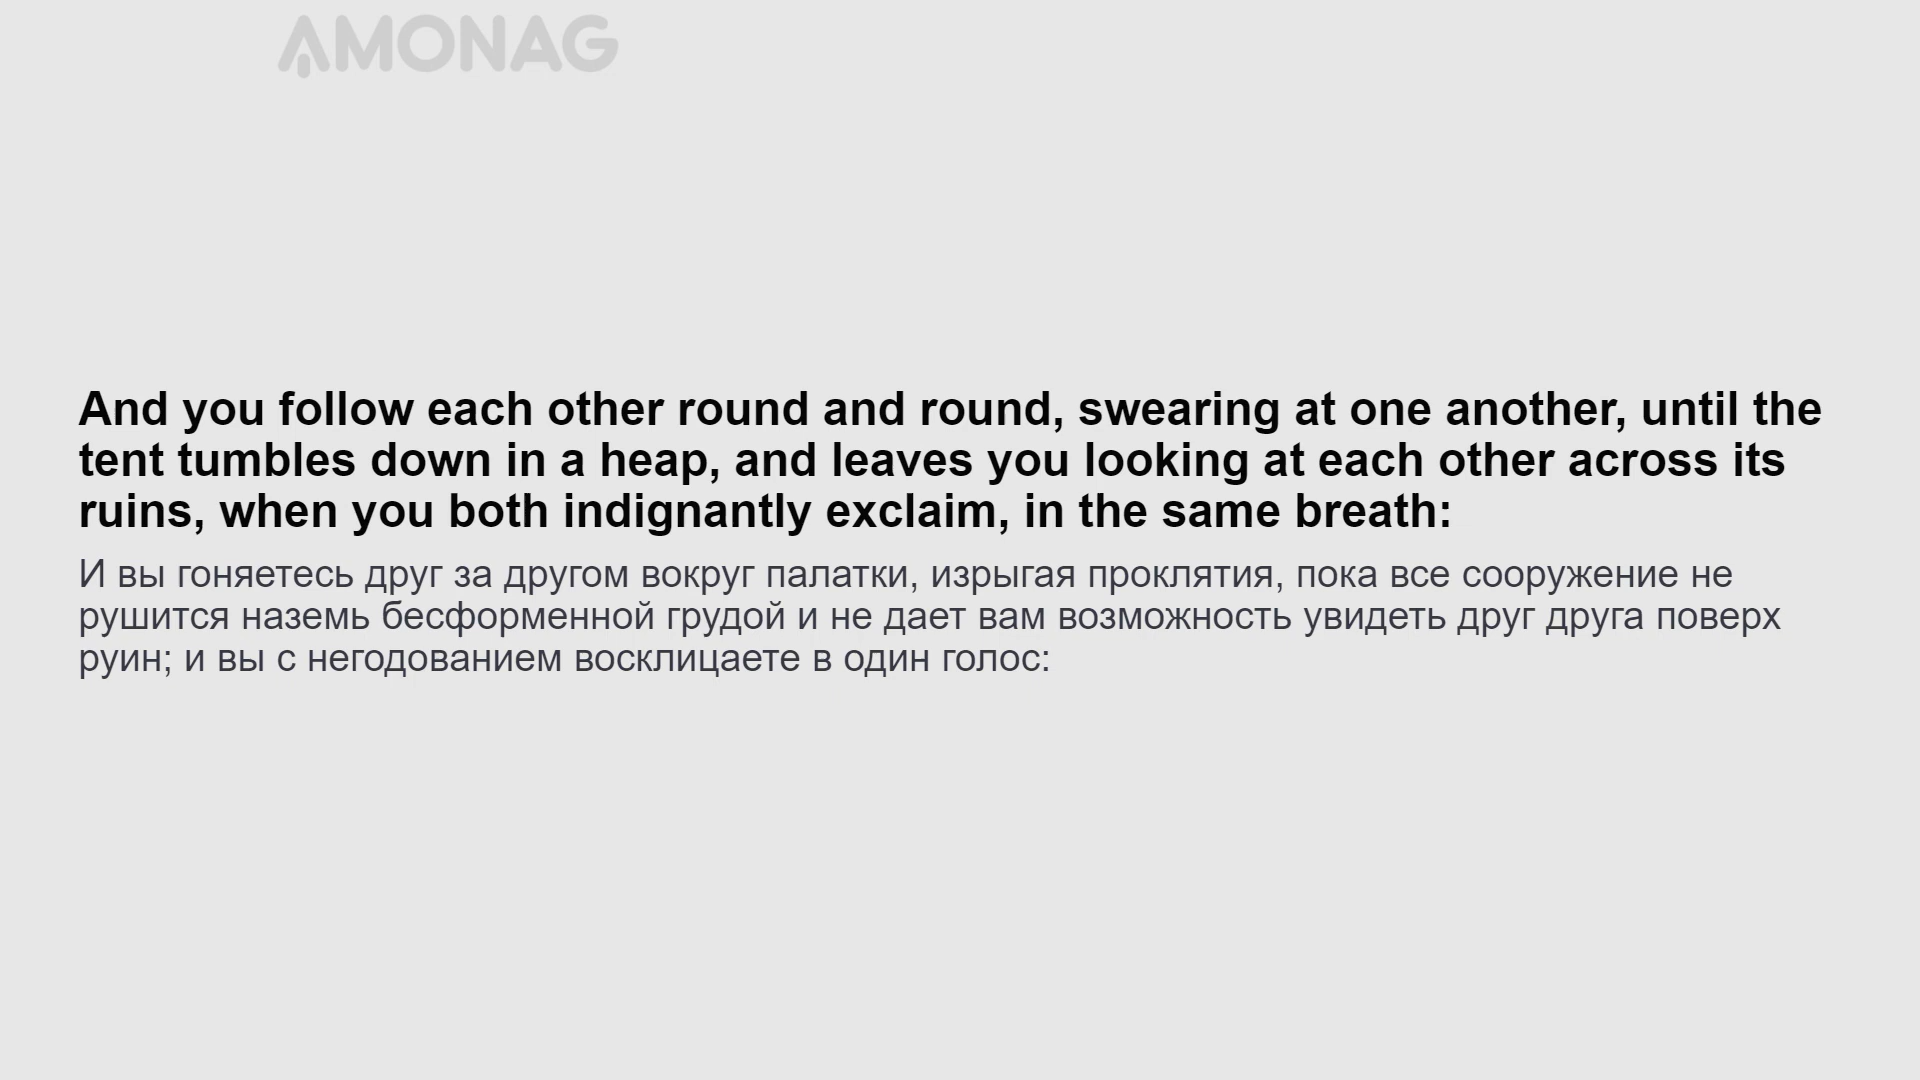 AMONAG
And you follow each other round and round, swearing at one another, until the
tent tumbles down in a heap, and leaves you looking at each other across its
ruins, when you both indignantly exclaim, in the same breath:
И вы гоняетесь друг за другом вокруг палатки, изрыгая проклятия, пока все сооружение не
рушится наземь бесформенной грудой и не дает вам возможность увидеть друг друга поверх
руин; и вы с негодованием восклицаете в один голос: